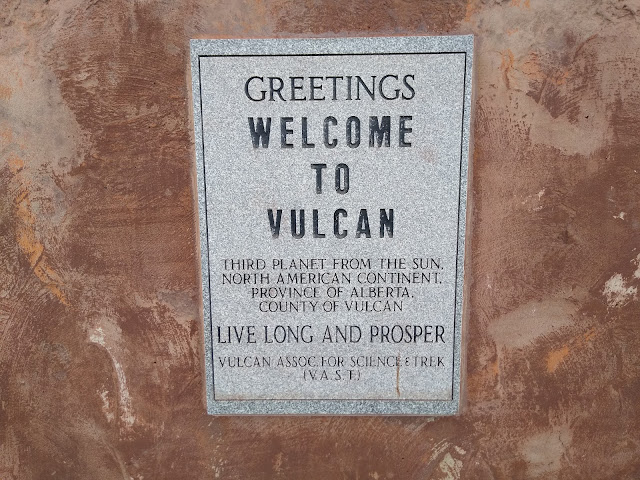 GREETINGS
WELCOME
TO
VULCAN
THIRD PLANET FROM THE SUN,
NORTH AMERICAN CONTINENT,
PROVINCE OF ALBERTA,
COUNTY OF VULCAN
LIVE LONG AND PROSPER
VULCAN ASSOC. FOR SCIENCE & TREK
(V.A.S.T.)